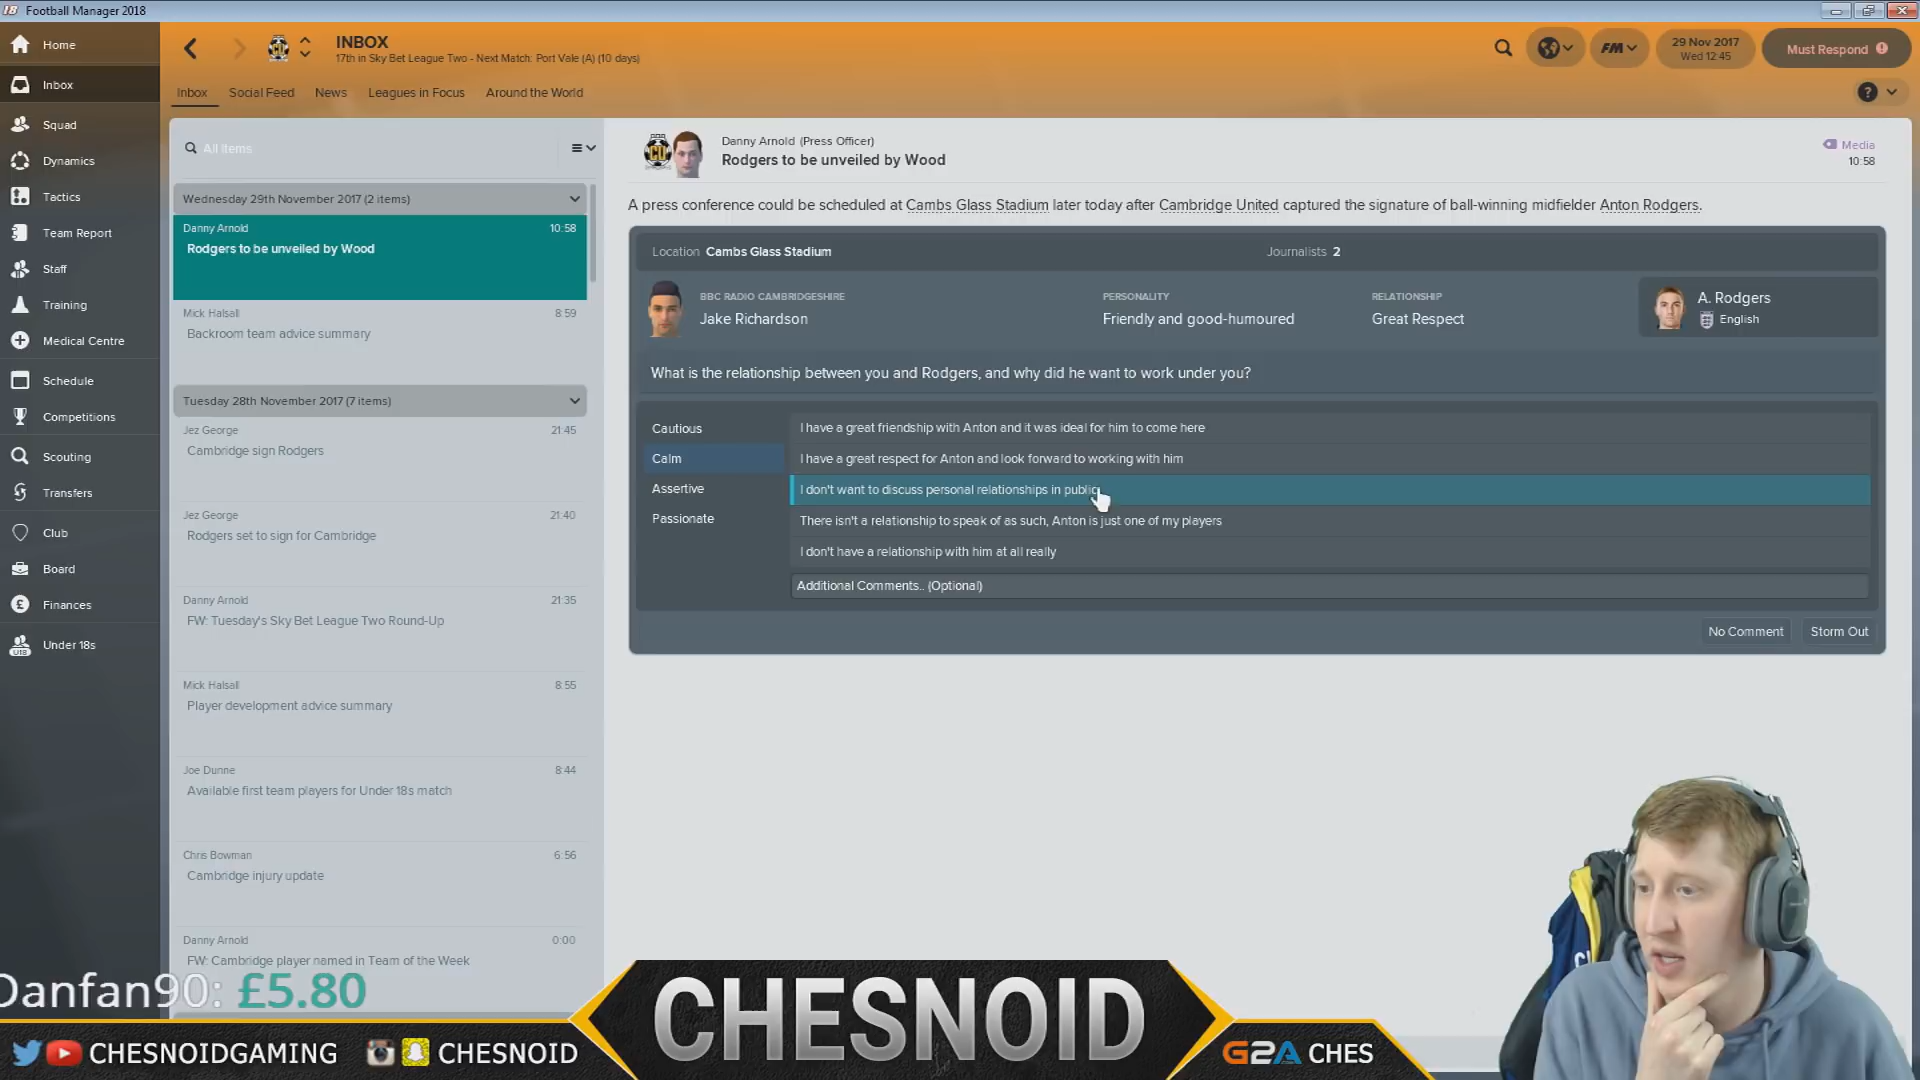 Football Manager 2018
Home
Inbox
Squad
Dynamics
Tactics
Team Report
Staff
Training
Medical Centre
Schedule
Competitions
Scouting
Transfers
Club
Board
Finances
Under 18s
INBOX
17th in Sky Bet League Two - Next Match: Port Vale (A) (10 days)
FM
29 Nov 2017
Wed 12:45
Must Respond
Inbox Social Feed News Leagues in Focus Around the World
All Items
Wednesday 29th November 2017 (2 items)
Danny Arnold 10:58
Rodgers to be unveiled by Wood
Mick Halsall 8:59
Backroom team advice summary
Tuesday 28th November 2017 (7 items)
Jez George 21:45
Cambridge sign Rodgers
Jez George 21:40
Rodgers set to sign for Cambridge
Danny Arnold 21:35
FW: Tuesday's Sky Bet League Two Round-Up
Mick Halsall 8:55
Player development advice summary
Joe Dunne 8:44
Available first team players for Under 18s match
Chris Bowman 6:56
Cambridge injury update
Danny Arnold 0:00
FW: Cambridge player named in Team of the Week
Danny Arnold (Press Officer)
Rodgers to be unveiled by Wood
Media
10:58
A press conference could be scheduled at Cambs Glass Stadium later today after Cambridge United captured the signature of ball-winning midfielder Anton Rodgers.
Location Cambs Glass Stadium
Journalists 2
BBC RADIO CAMBRIDGESHIRE
Jake Richardson
PERSONALITY
Friendly and good-humoured
RELATIONSHIP
Great Respect
A. Rodgers
English
What is the relationship between you and Rodgers, and why did he want to work under you?
Cautious
Calm
Assertive
Passionate
I have a great friendship with Anton and it was ideal for him to come here
I have a great respect for Anton and look forward to working with him
I don't want to discuss personal relationships in public
There isn't a relationship to speak of as such, Anton is just one of my players
I don't have a relationship with him at all really
Additional Comments.. (Optional)
No Comment
Storm Out
Danfan90: £5.80
CHESNOIDGAMING
CHESNOID
CHESNOID
G2A CHES